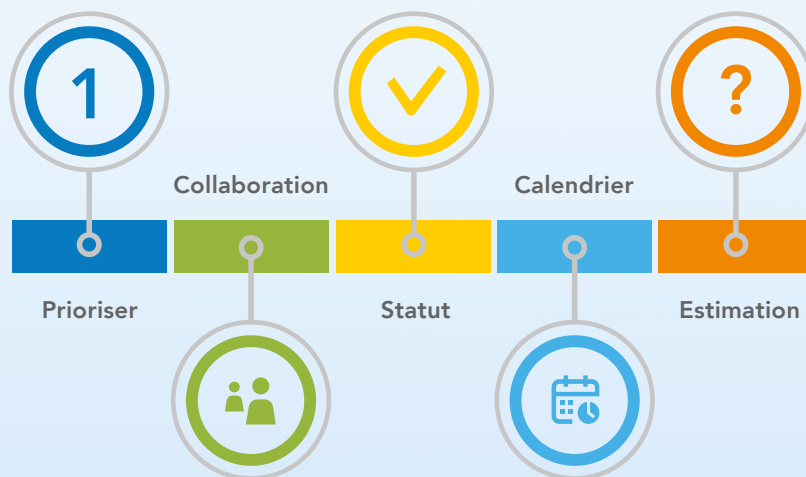 1
?
Collaboration
Calendrier
Prioriser
Statut
Estimation